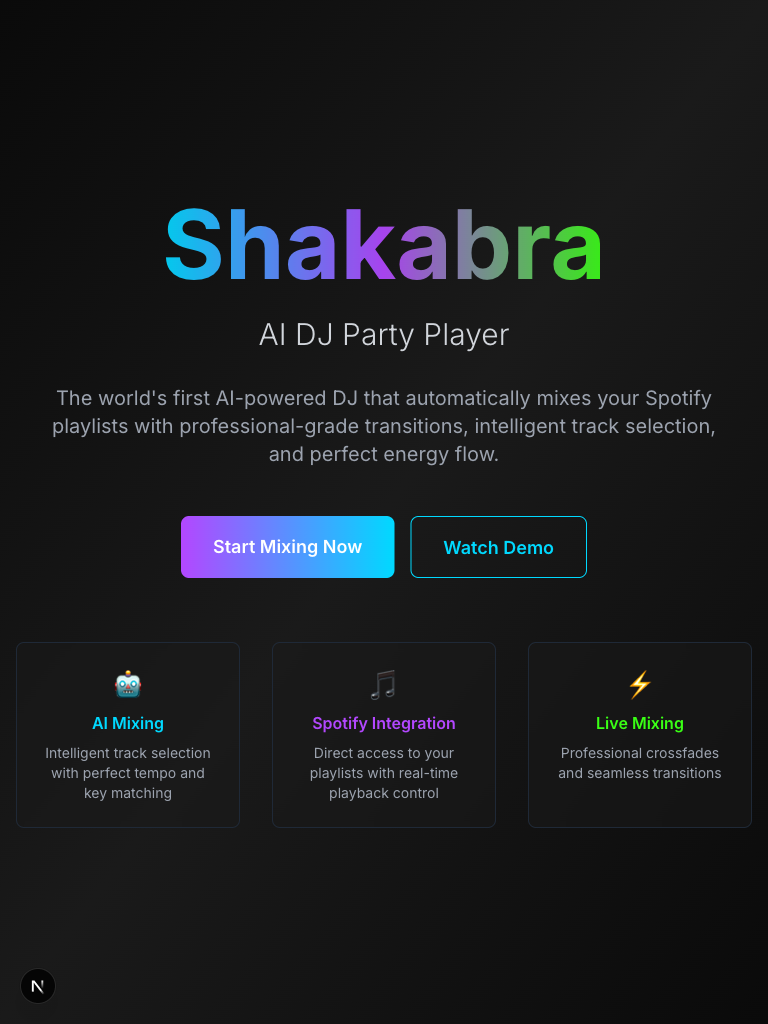 Shakabra
AI DJ Party Player
The world's first AI-powered DJ that automatically mixes your Spotify
playlists with professional-grade transitions, intelligent track selection,
and perfect energy flow.
Start Mixing Now
Watch Demo
AI Mixing
Intelligent track selection
with perfect tempo and
key matching
Spotify Integration
Direct access to your
playlists with real-time
playback control
Live Mixing
Professional crossfades
and seamless transitions
N